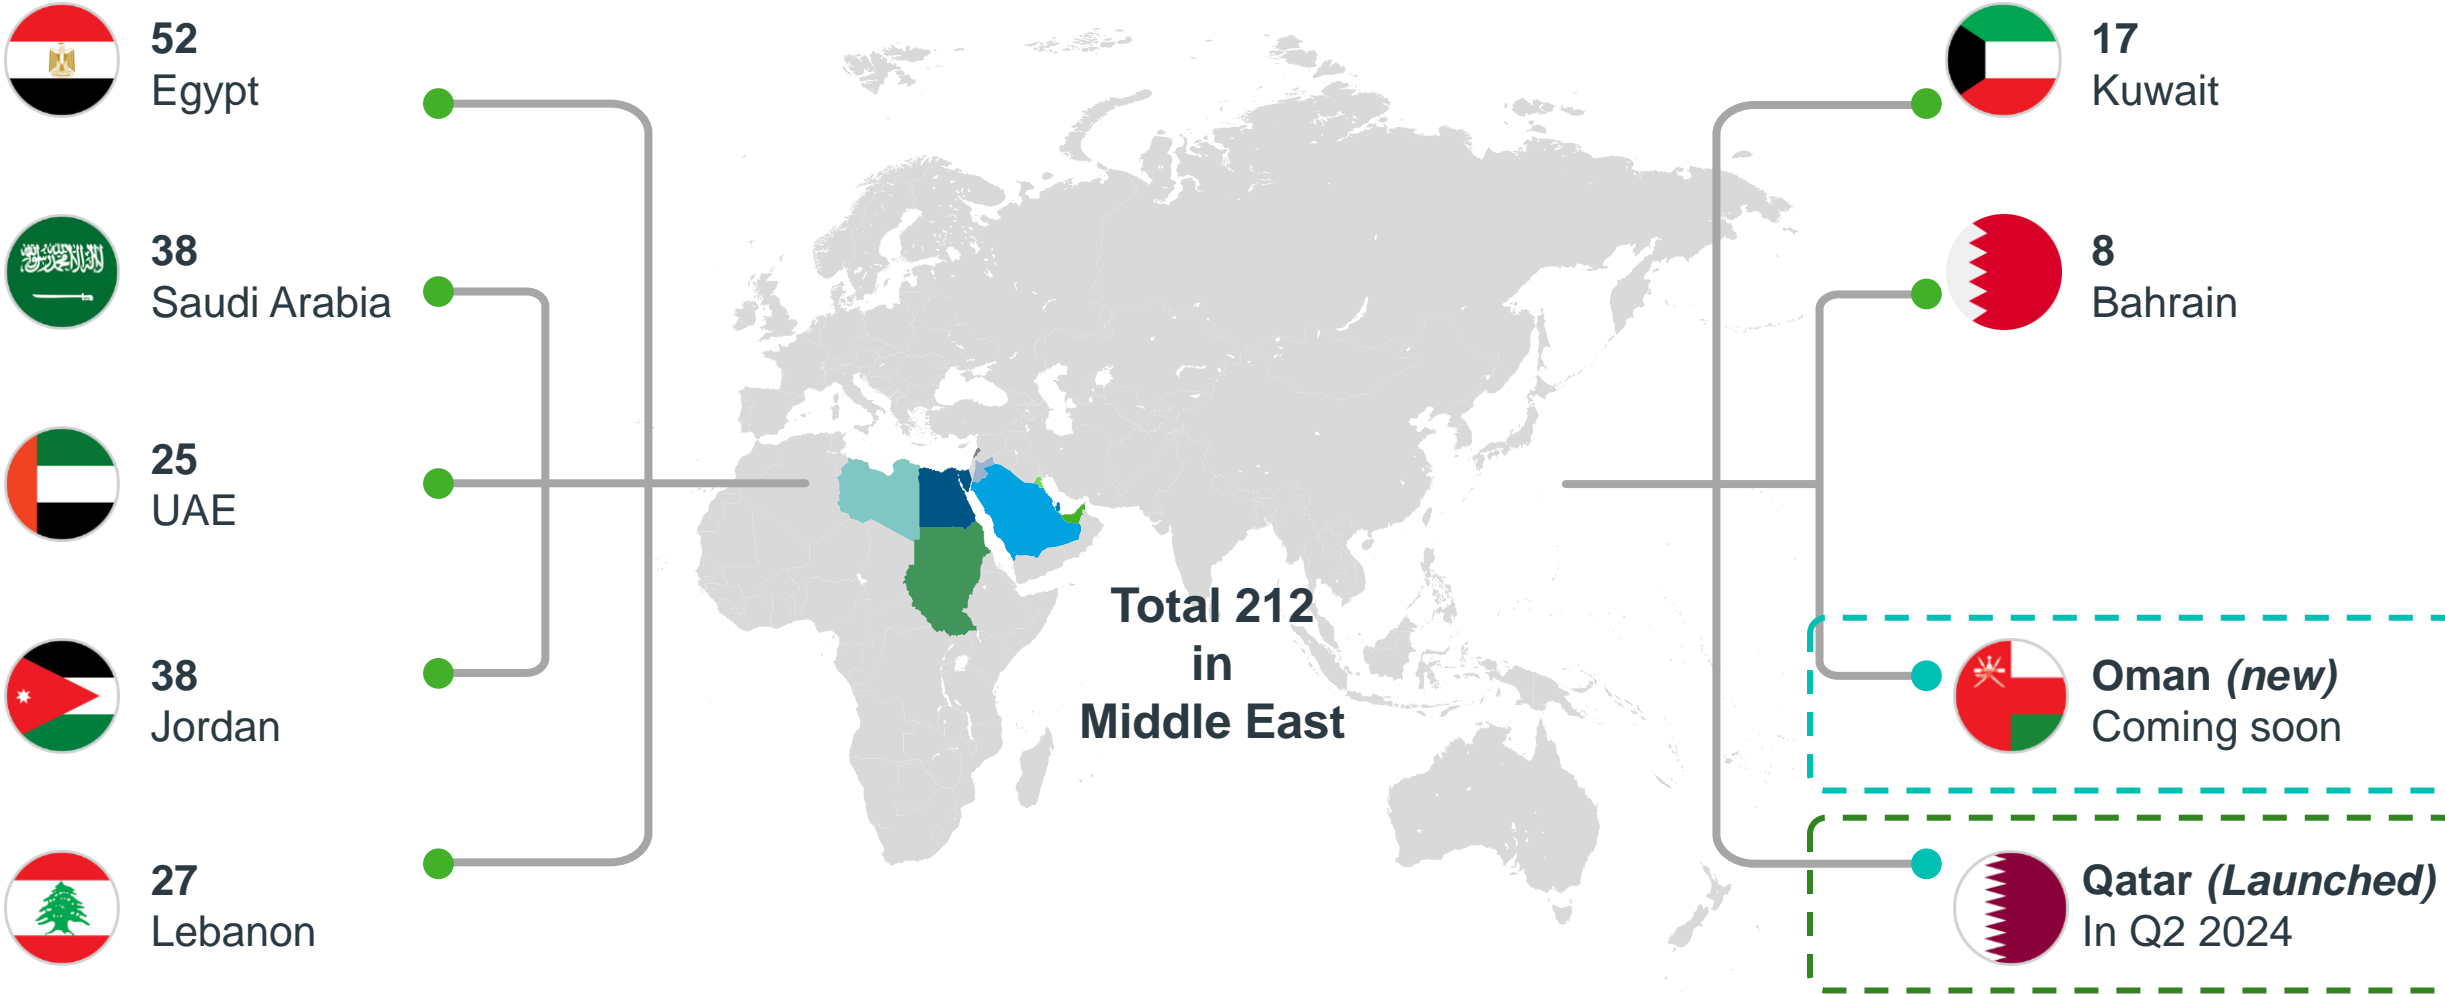 52
Egypt
38
Saudi Arabia
25
UAE
38
Jordan
27
Lebanon
Total 212
in
Middle East
17
Kuwait
8
Bahrain
Oman (new)
Coming soon
Qatar (Launched)
In Q2 2024